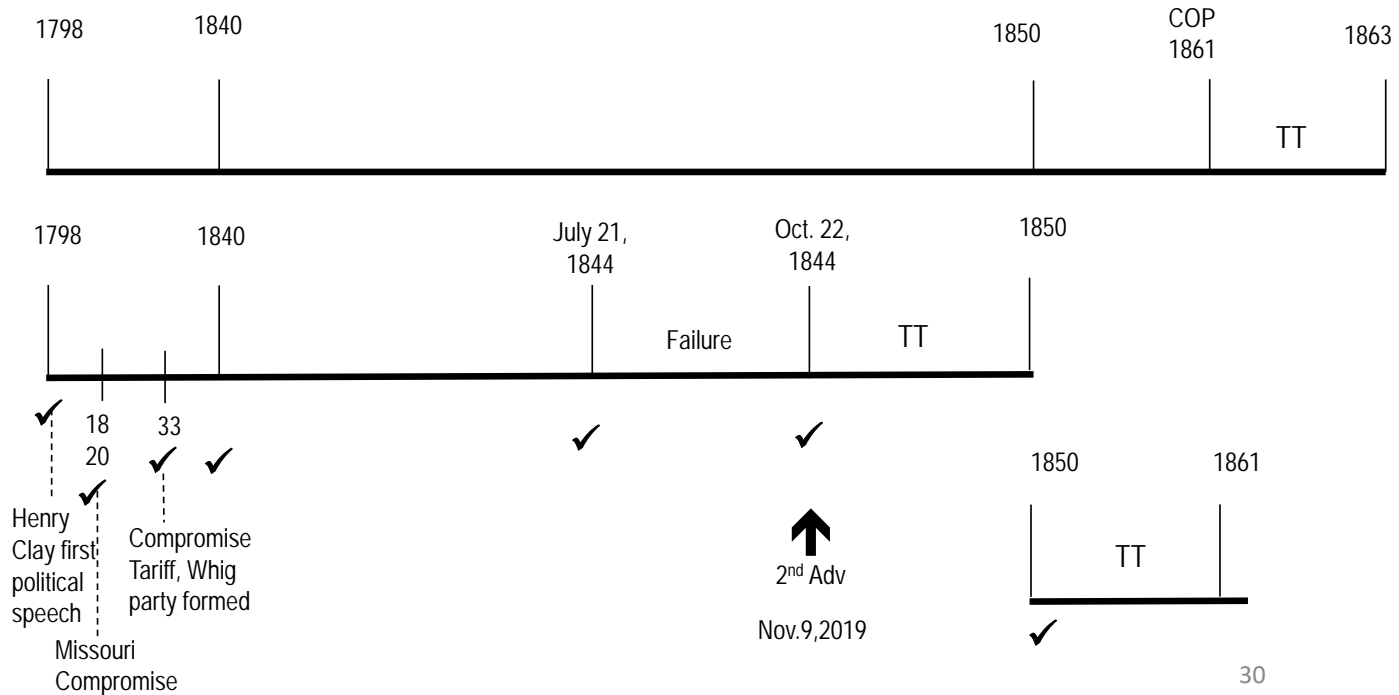 1798
1840
1850
COP
1861
1863
TT
1798
1840
July 21,
1844
Oct. 22,
1844
1850
Failure
TT
18
20
33
Henry
Clay first
political
speech
Missouri
Compromise
Compromise
Tariff, Whig
party formed
2nd Adv
Nov.9,2019
1850
1861
TT
30